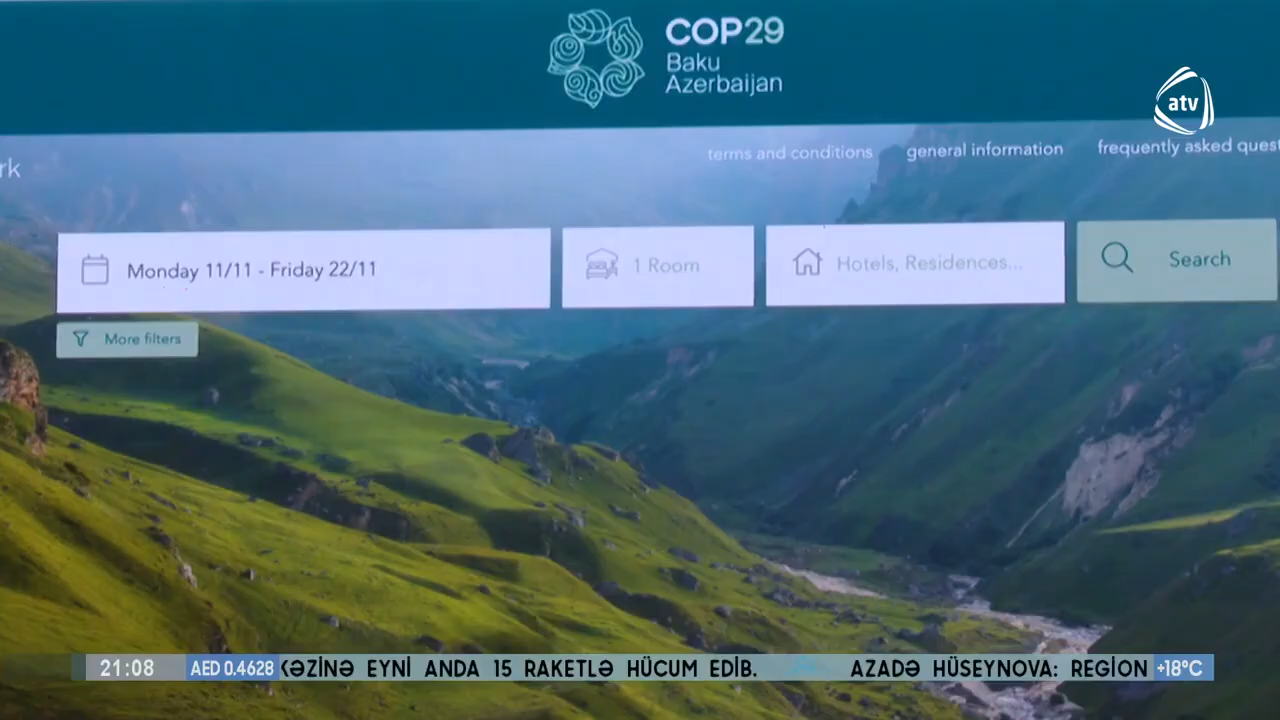 COP29
Baku
Azerbaijan
atv
rk
terms and conditions
general information
frequently asked quest
Monday 11/11 - Friday 22/11
1 Room
Hotels, Residences...
Search
More filters
21:08
AED 0.4628
KƏZİNƏ EYNİ ANDA 15 RAKETLƏ HÜCUM EDİB.
AZADƏ HÜSEYNOVA: REGİON
+18°C